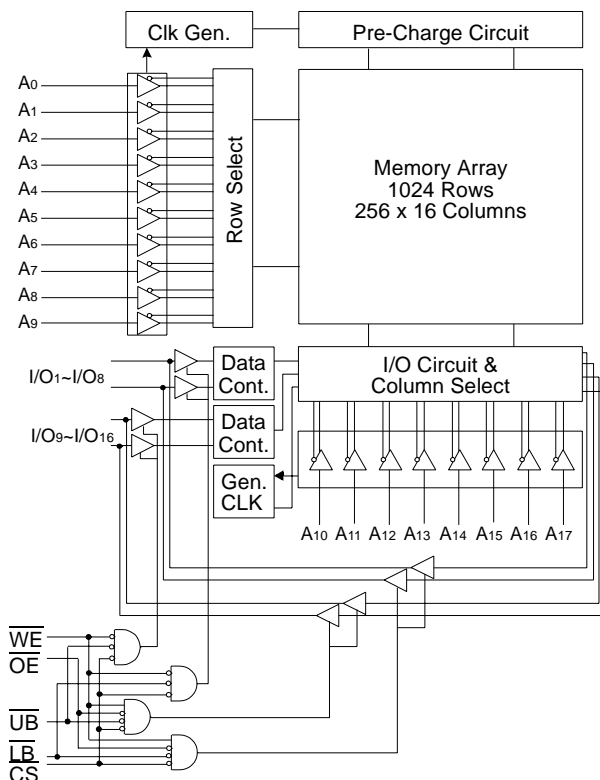 Clk Gen.
Pre-Charge Circuit
A0
A1
A2
A3
A4
A5
A6
A7
A8
A9
Row Select
Memory Array
1024 Rows
256 x 16 Columns
I/O1~I/O8
Data
Cont.
I/O Circuit &
Column Select
I/O9~I/O16
Data
Cont.
Gen.
CLK
A10 A11 A12 A13 A14 A15 A16 A17
WE
OE
UB
LB
CS